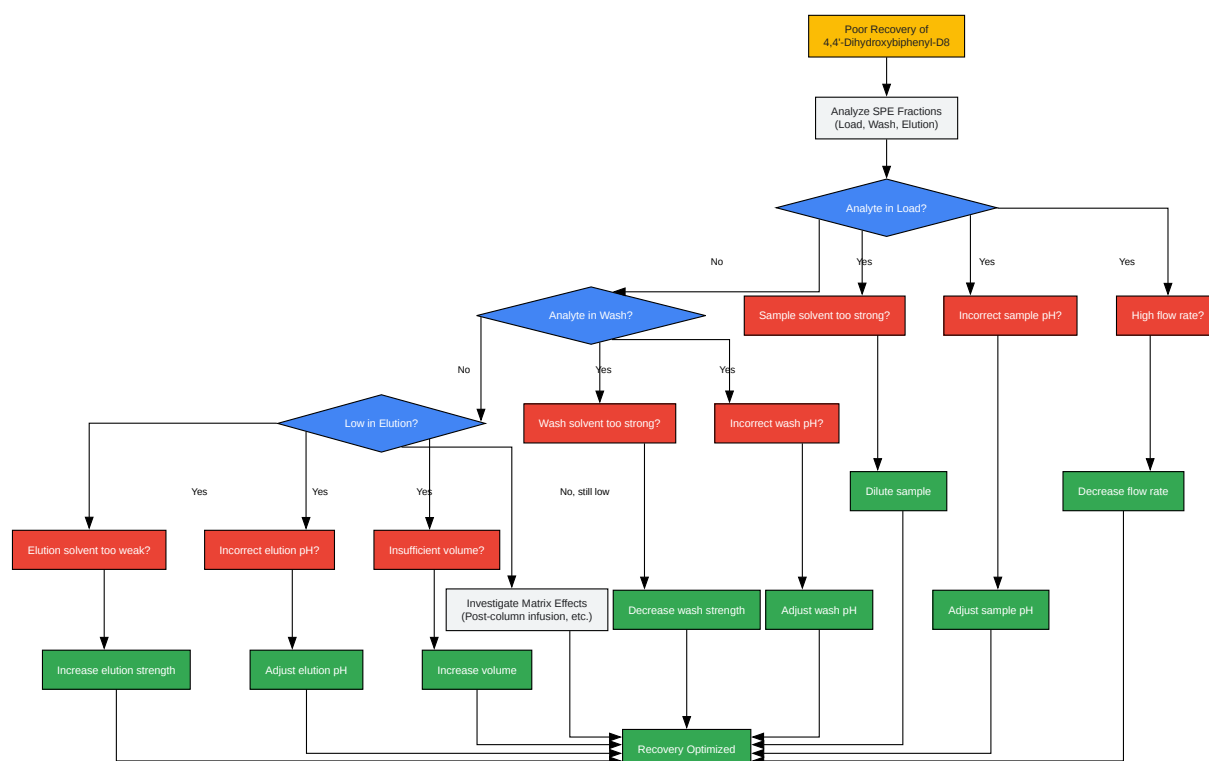 Poor Recovery of
4,4'-Dihydroxybiphenyl-D8
Analyze SPE Fractions
(Load, Wash, Elution)
Analyte in Load?
No
Yes
Yes
Yes
Analyte in Wash?
Sample solvent too strong?
Incorrect sample pH?
High flow rate?
No
Yes
Yes
Low in Elution?
Wash solvent too strong?
Incorrect wash pH?
Yes
Yes
Yes
No, still low
Dilute sample
Decrease flow rate
Elution solvent too weak?
Incorrect elution pH?
Insufficient volume?
Investigate Matrix Effects
(Post-column infusion, etc.)
Decrease wash strength
Adjust wash pH
Adjust sample pH
Increase elution strength
Adjust elution pH
Increase volume
Recovery Optimized